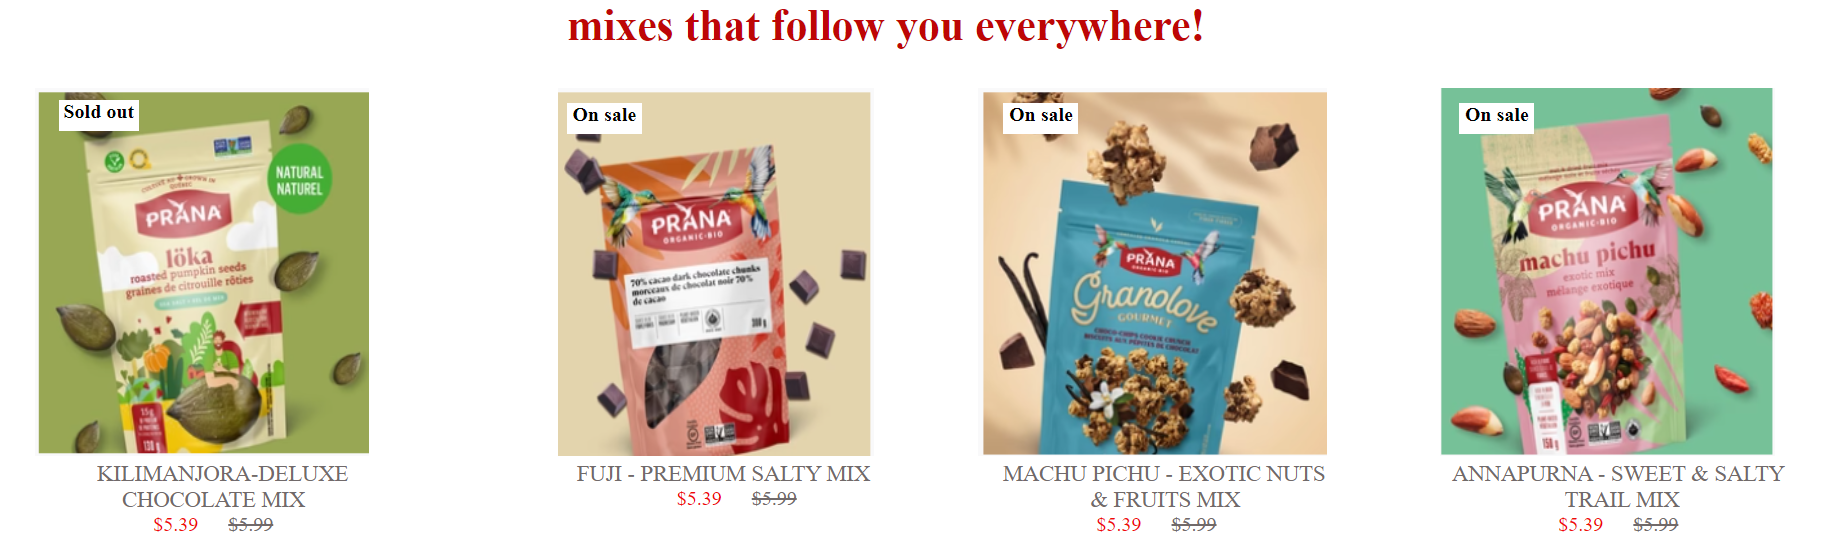 mixes that follow you everywhere!
Sold out
NATURAL
NATUREL
PRANA
löka
roasted pumpkin seeds
graines de citrouille rôties
15g
130 g
KILIMANJORA-DELUXE
CHOCOLATE MIX
$5.39 $5.99
On sale
PRANA
ORGANIC·BIO
70% cacao dark chocolate chunks
morceaux de chocolat noir 70%
de cacao
300 g
FUJI - PREMIUM SALTY MIX
$5.39 $5.99
On sale
PRANA
ORGANIC·BIO
Granolove
GOURMET
CHOCO-CHIPS COOKIE CRUNCH
BISCUITS AUX PÉPITES DE CHOCOLAT
MACHU PICHU - EXOTIC NUTS
& FRUITS MIX
$5.39 $5.99
On sale
PRANA
ORGANIC·BIO
machu pichu
exotic mix
mélange exotique
150 g
ANNAPURNA - SWEET & SALTY
TRAIL MIX
$5.39 $5.99